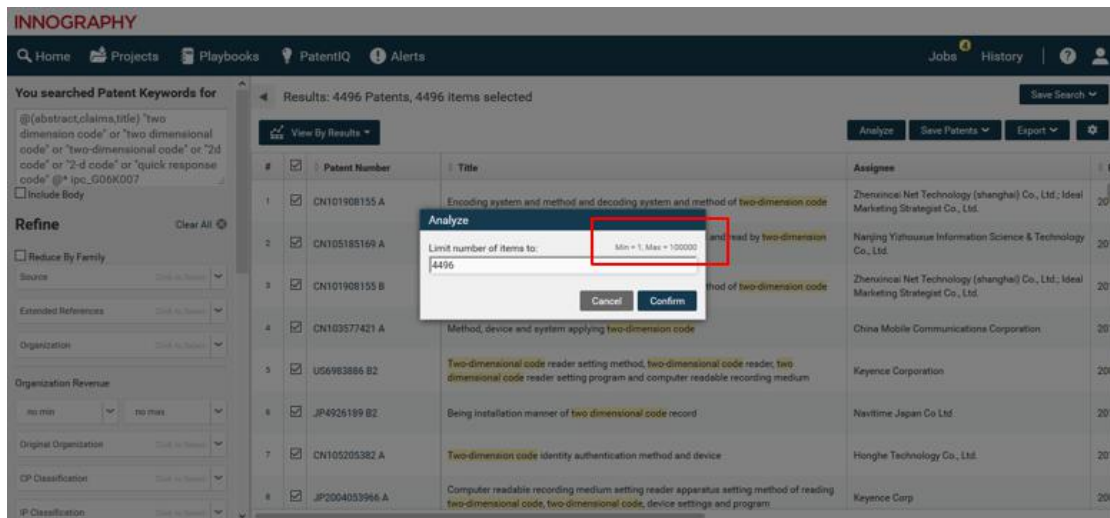 INNOGRAPHY
Home Projects Playbooks PatentIQ Alerts Jobs 4 History ?
You searched Patent Keywords for
@(abstract,claims,title) "two
dimension code" or "two dimensional
code" or "two-dimensional code" or "2d
code" or "2-d code" or "quick response
code" @* ipc_G06K007
Include Body
Refine Clear All
Reduce By Family
Source
Extended References
Organization
Organization Revenue
no min no max
Original Organization
CP Classification
IP Classification
Results: 4496 Patents, 4496 items selected Save Search
View By Results Analyze Save Patents Export
# Patent Number Title Assignee
1 CN101908155 A Encoding system and method and decoding system and method of two-dimension code Zhenxincai Net Technology (shanghai) Co., Ltd.; Ideal
Marketing Strategist Co., Ltd. 20
2 CN105185169 A and read by two-dimension Nanjing Yizhouxue Information Science & Technology
Co., Ltd. 20
3 CN101908155 B thod of two-dimension code Zhenxincai Net Technology (shanghai) Co., Ltd.; Ideal
Marketing Strategist Co., Ltd. 20
4 CN103577421 A Method, device and system applying two-dimension code China Mobile Communications Corporation 20
5 US6983886 B2 Two-dimensional code reader setting method, two-dimensional code reader, two
dimensional code reader setting program and computer readable recording medium Keyence Corporation 20
6 JP4926189 B2 Being installation manner of two dimensional code record Navitime Japan Co Ltd 20
7 CN105205382 A Two-dimension code identity authentication method and device Honghe Technology Co., Ltd. 20
8 JP2004053966 A Computer readable recording medium setting reader apparatus setting method of reading
two-dimensional code, two-dimensional code, device settings and program Keyence Corp 20
Analyze
Limit number of items to: Min = 1, Max = 100000
4496
Cancel Confirm